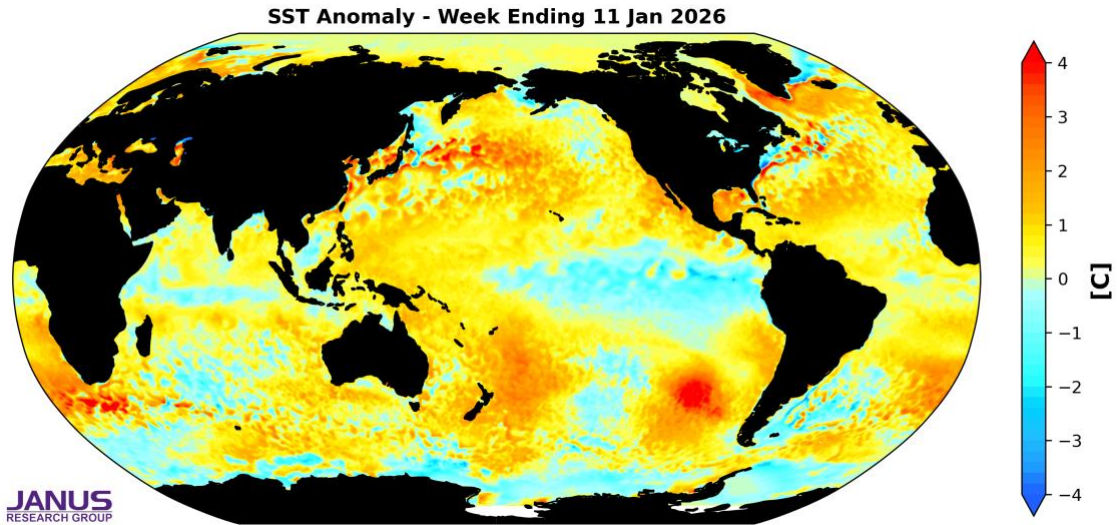 SST Anomaly - Week Ending 11 Jan 2026
4
3
2
1
0
−1
−2
−3
−4
[C]
JANUS
RESEARCH GROUP